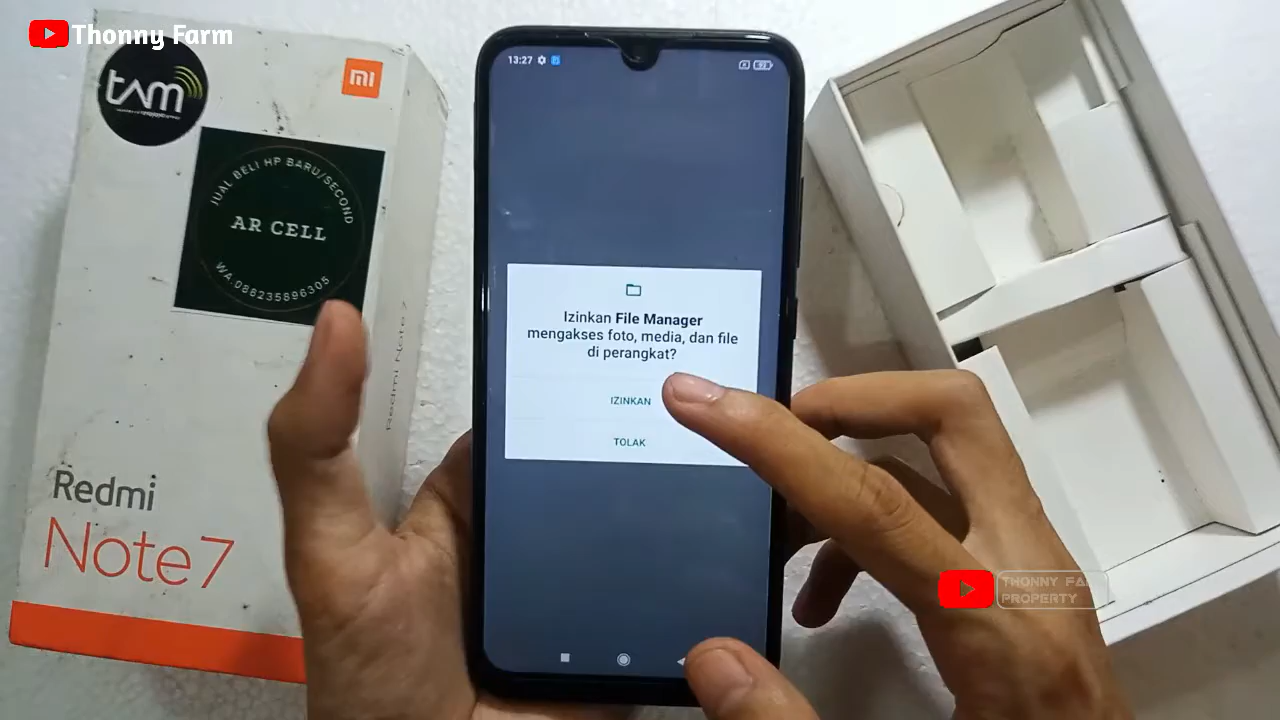 Thonny Farm
tam
mi
JUAL BELI HP BARU/SECOND
AR CELL
WA.088235896305
Redmi Note 7
Redmi
Note7
13:27
Izinkan File Manager
mengakses foto, media, dan file
di perangkat?
IZINKAN
TOLAK
THONNY FA
PROPERTY